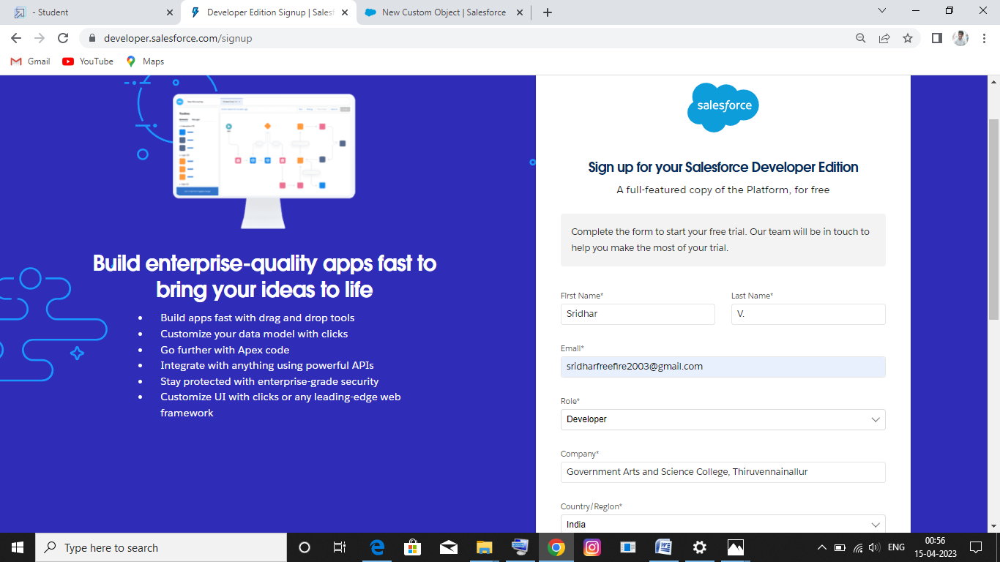 - Student
Developer Edition Signup | Salesf
New Custom Object | Salesforce
developer.salesforce.com/signup
Gmail
YouTube
Maps
salesforce
Sign up for your Salesforce Developer Edition
A full-featured copy of the Platform, for free
Complete the form to start your free trial. Our team will be in touch to
help you make the most of your trial.
Build enterprise-quality apps fast to
bring your ideas to life
• Build apps fast with drag and drop tools
• Customize your data model with clicks
• Go further with Apex code
• Integrate with anything using powerful APIs
• Stay protected with enterprise-grade security
• Customize UI with clicks or any leading-edge web
framework
First Name* Last Name*
Sridhar V.
Email*
sridharfreefire2003@gmail.com
Role*
Developer
Company*
Government Arts and Science College, Thiruvennainallur
Country/Region*
India
Type here to search
ENG
00:56
15-04-2023